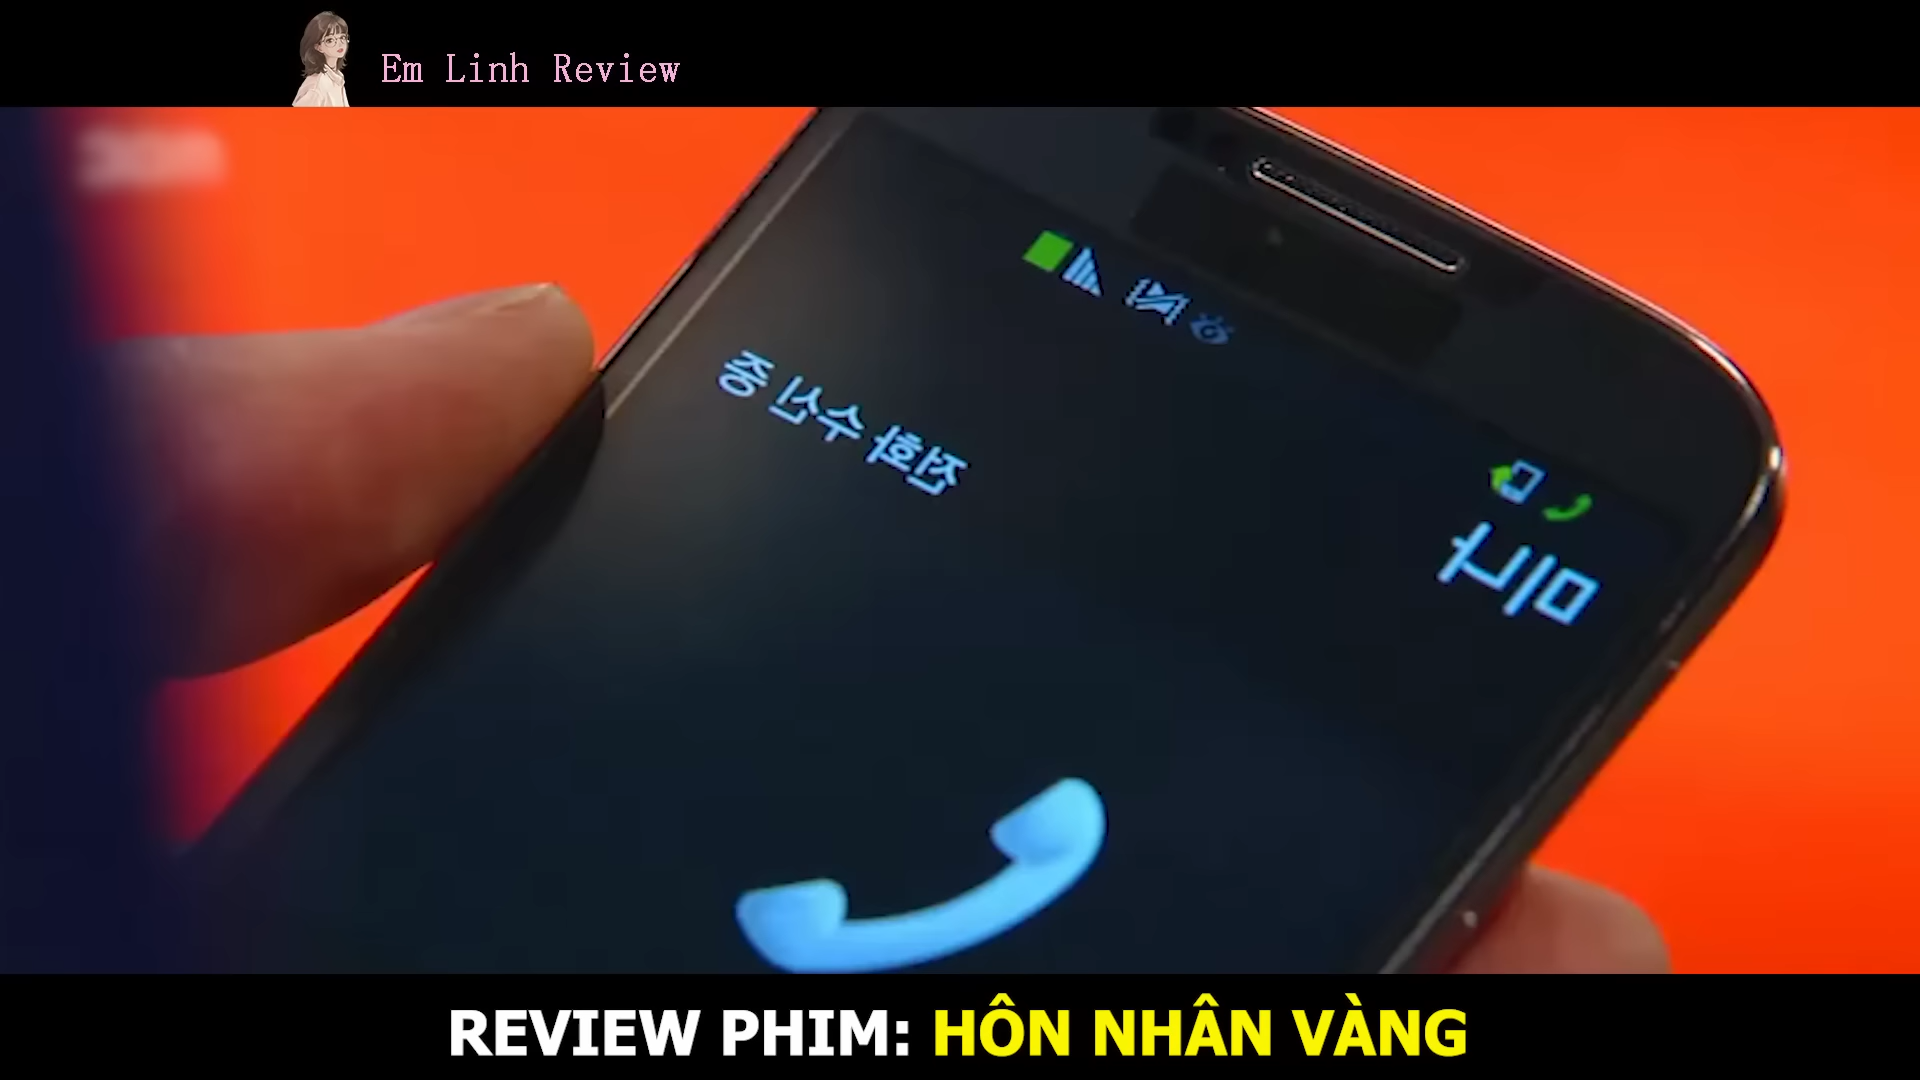 Em Linh Review
전화 수신 중
미나
REVIEW PHIM: HÔN NHÂN VÀNG